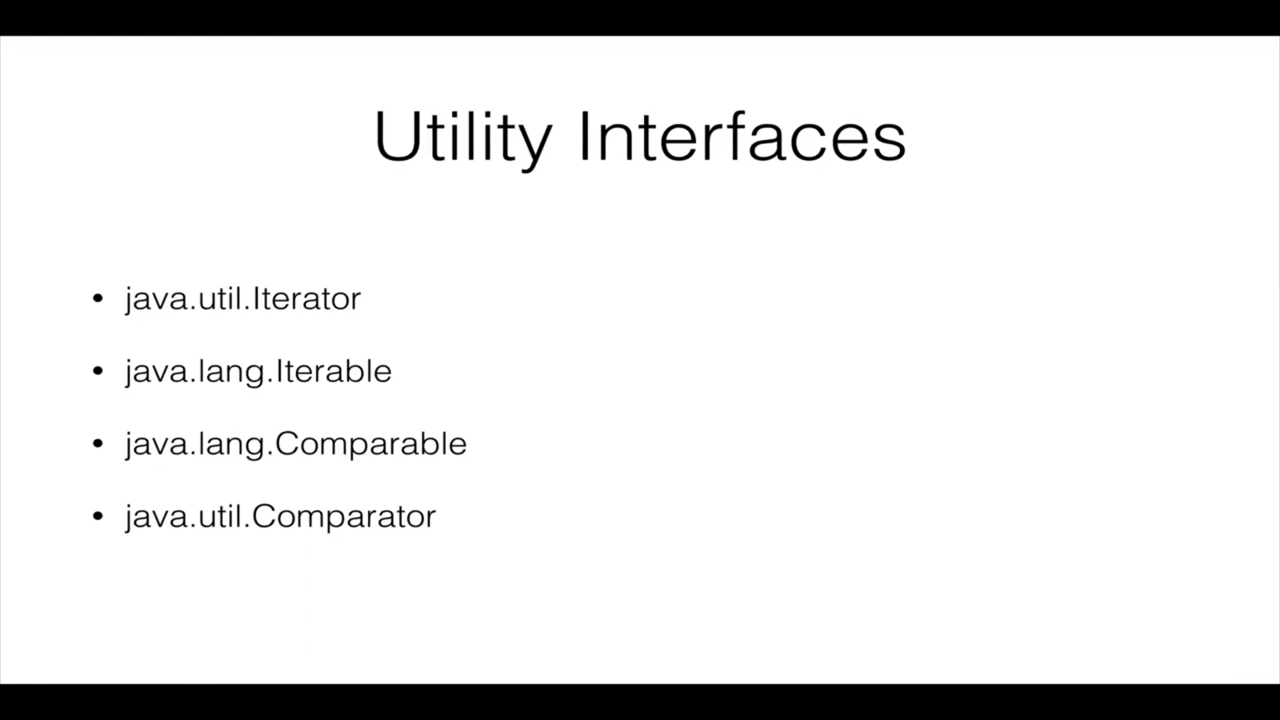 Utility Interfaces
• java.util.Iterator
• java.lang.Iterable
• java.lang.Comparable
• java.util.Comparator